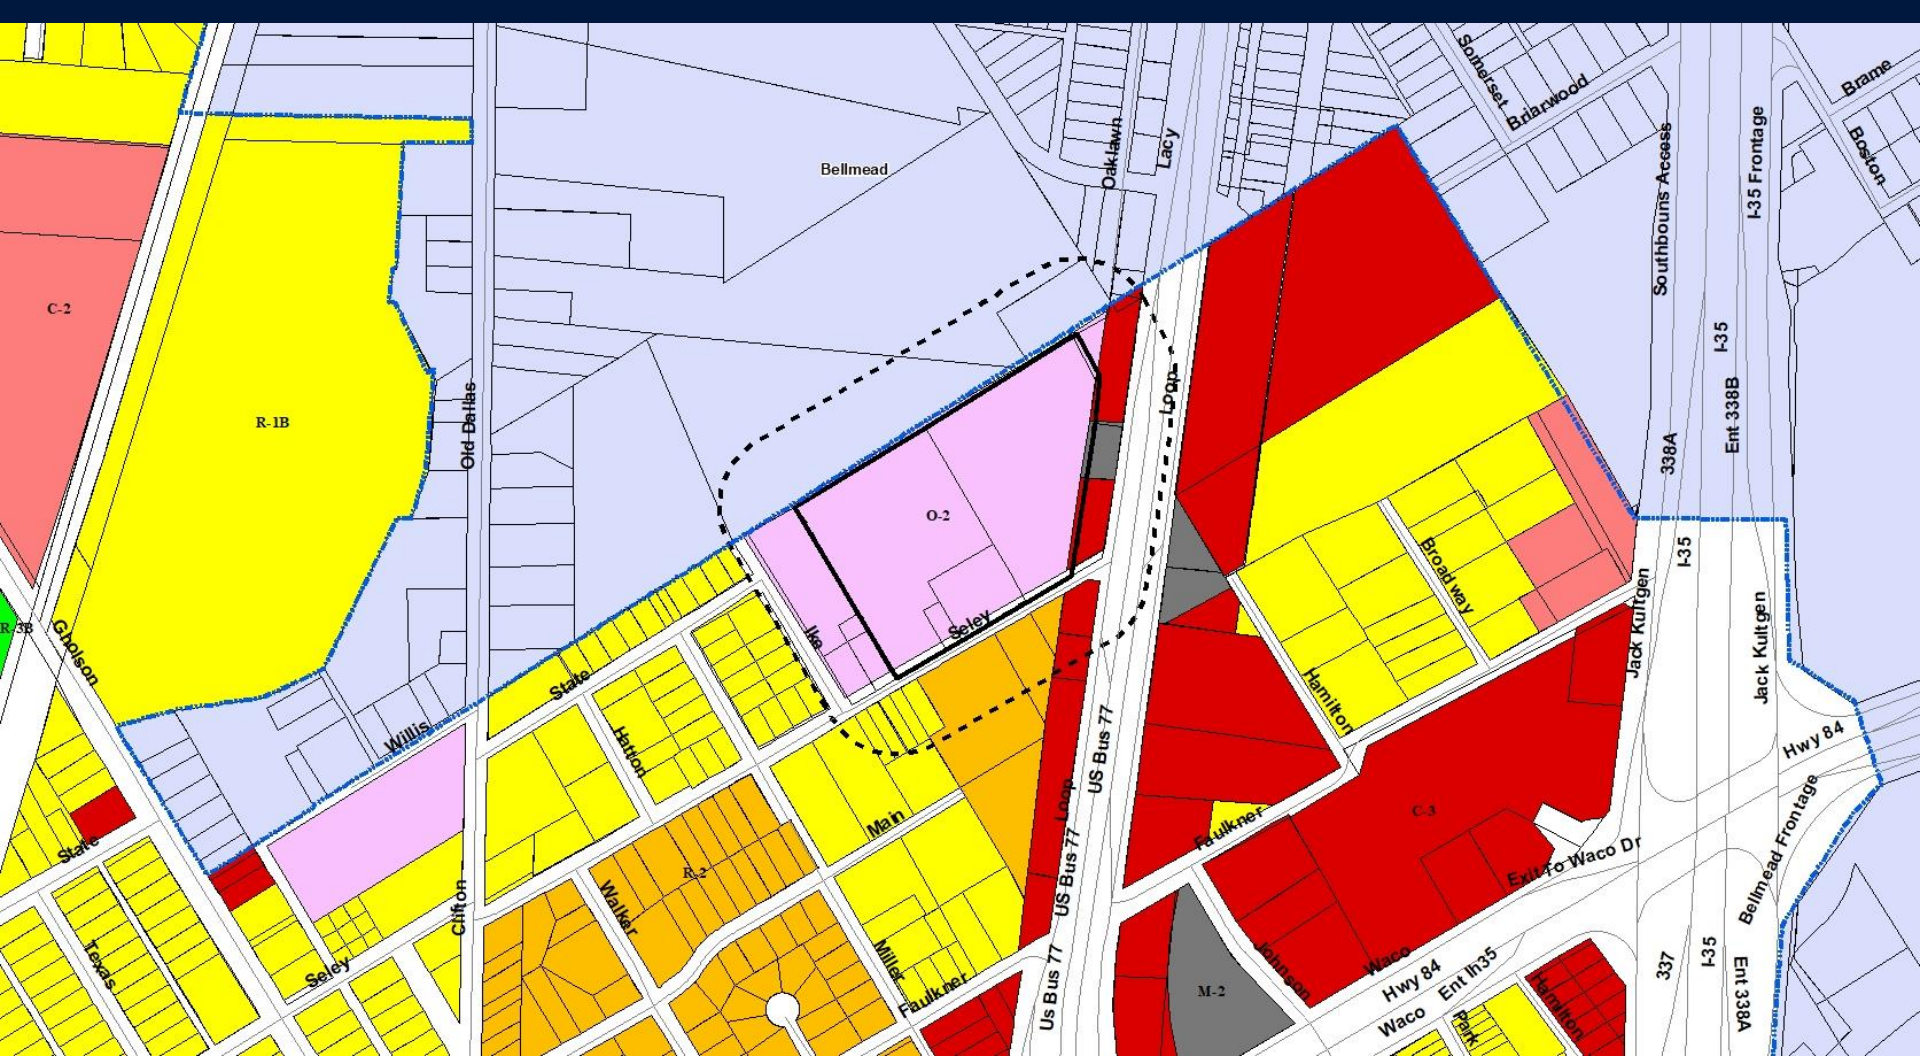 Somerset
Briarwood
Brame
Boston
Oaklawn
Lacy
Southbouns Access
I-35 Frontage
Bellmead
C-2
I-35
Ent 338B
R-1B
Old Dallas
Loop
338A
O-2
I-35
Broadway
R-3B
Gholson
Ike
Seley
Jack Kultgen
Jack Kultgen
State
Hamilton
Willis
Hatton
US Bus 77
Hwy 84
Loop
Main
Faulkner
C-3
State
Exit To Waco Dr
Bellmead Frontage
R-2
US Bus 77
Clifton
Walker
Texas
Seley
Miller
Faulkner
Us Bus 77
Johnson
Waco
Hwy 84
Ent Ih35
M-2
337
I-35
Ent 338A
Waco
Park
Hamilton